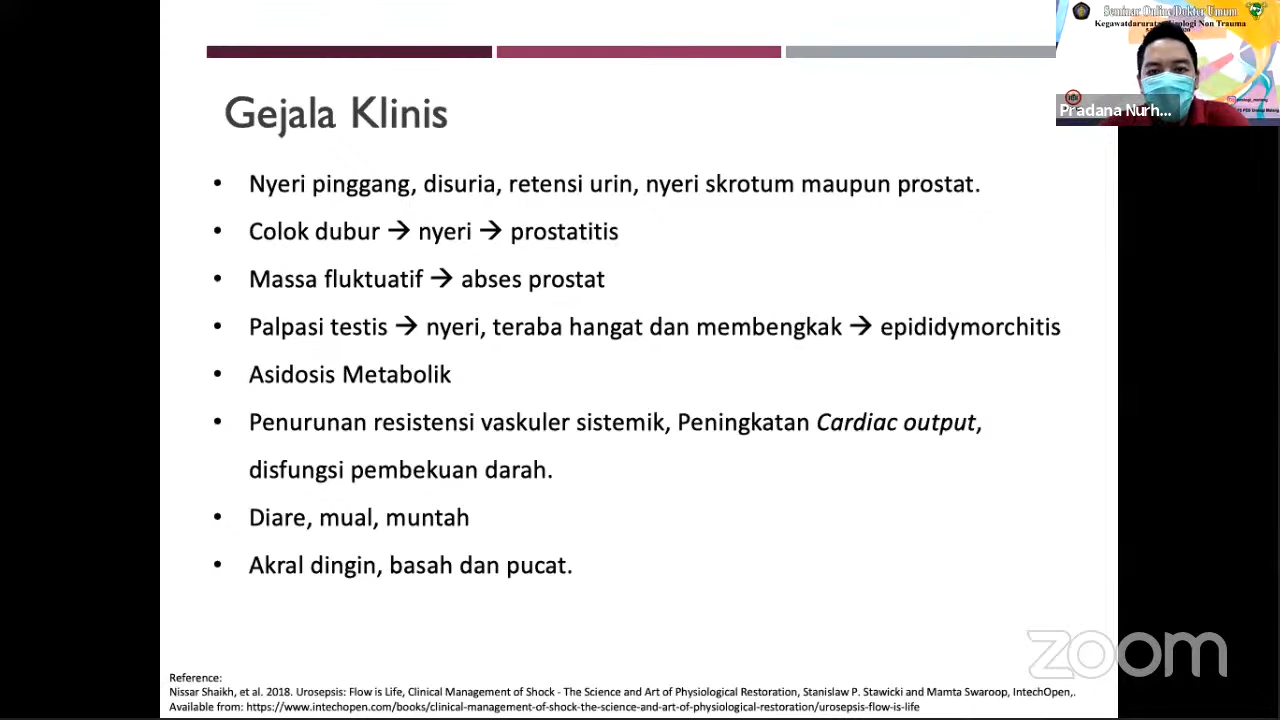 Seminar Online Dokter Umum
Kegawatdaruratan Urologi Non Trauma
Pradana Nurh...
Gejala Klinis
• Nyeri pinggang, disuria, retensi urin, nyeri skrotum maupun prostat.
• Colok dubur → nyeri → prostatitis
• Massa fluktuatif → abses prostat
• Palpasi testis → nyeri, teraba hangat dan membengkak → epididymorchitis
• Asidosis Metabolik
• Penurunan resistensi vaskuler sistemik, Peningkatan Cardiac output,
disfungsi pembekuan darah.
• Diare, mual, muntah
• Akral dingin, basah dan pucat.
zoom
Reference:
Nissar Shaikh, et al. 2018. Urosepsis: Flow is Life, Clinical Management of Shock - The Science and Art of Physiological Restoration, Stanislaw P. Stawicki and Mamta Swaroop, IntechOpen,.
Available from: https://www.intechopen.com/books/clinical-management-of-shock-the-science-and-art-of-physiological-restoration/urosepsis-flow-is-life